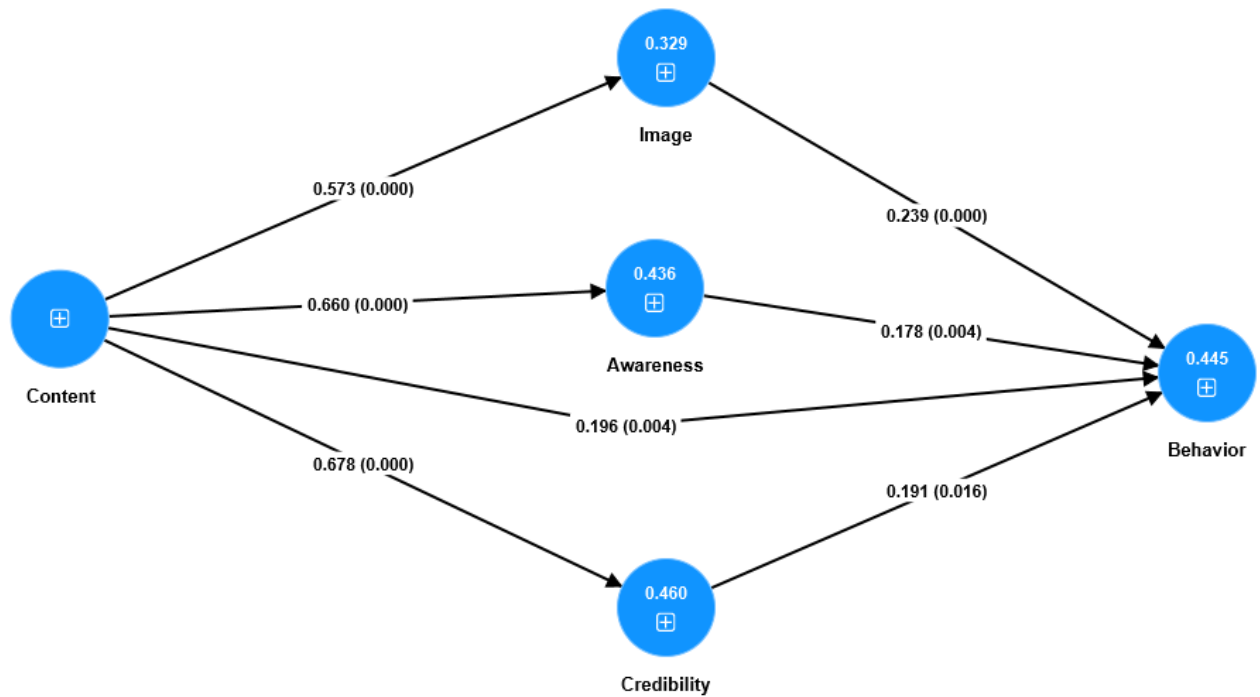 0.329
Image
0.573 (0.000)
0.239 (0.000)
0.436
Awareness
0.660 (0.000)
0.178 (0.004)
Content
0.445
Behavior
0.196 (0.004)
0.678 (0.000)
0.191 (0.016)
0.460
Credibility